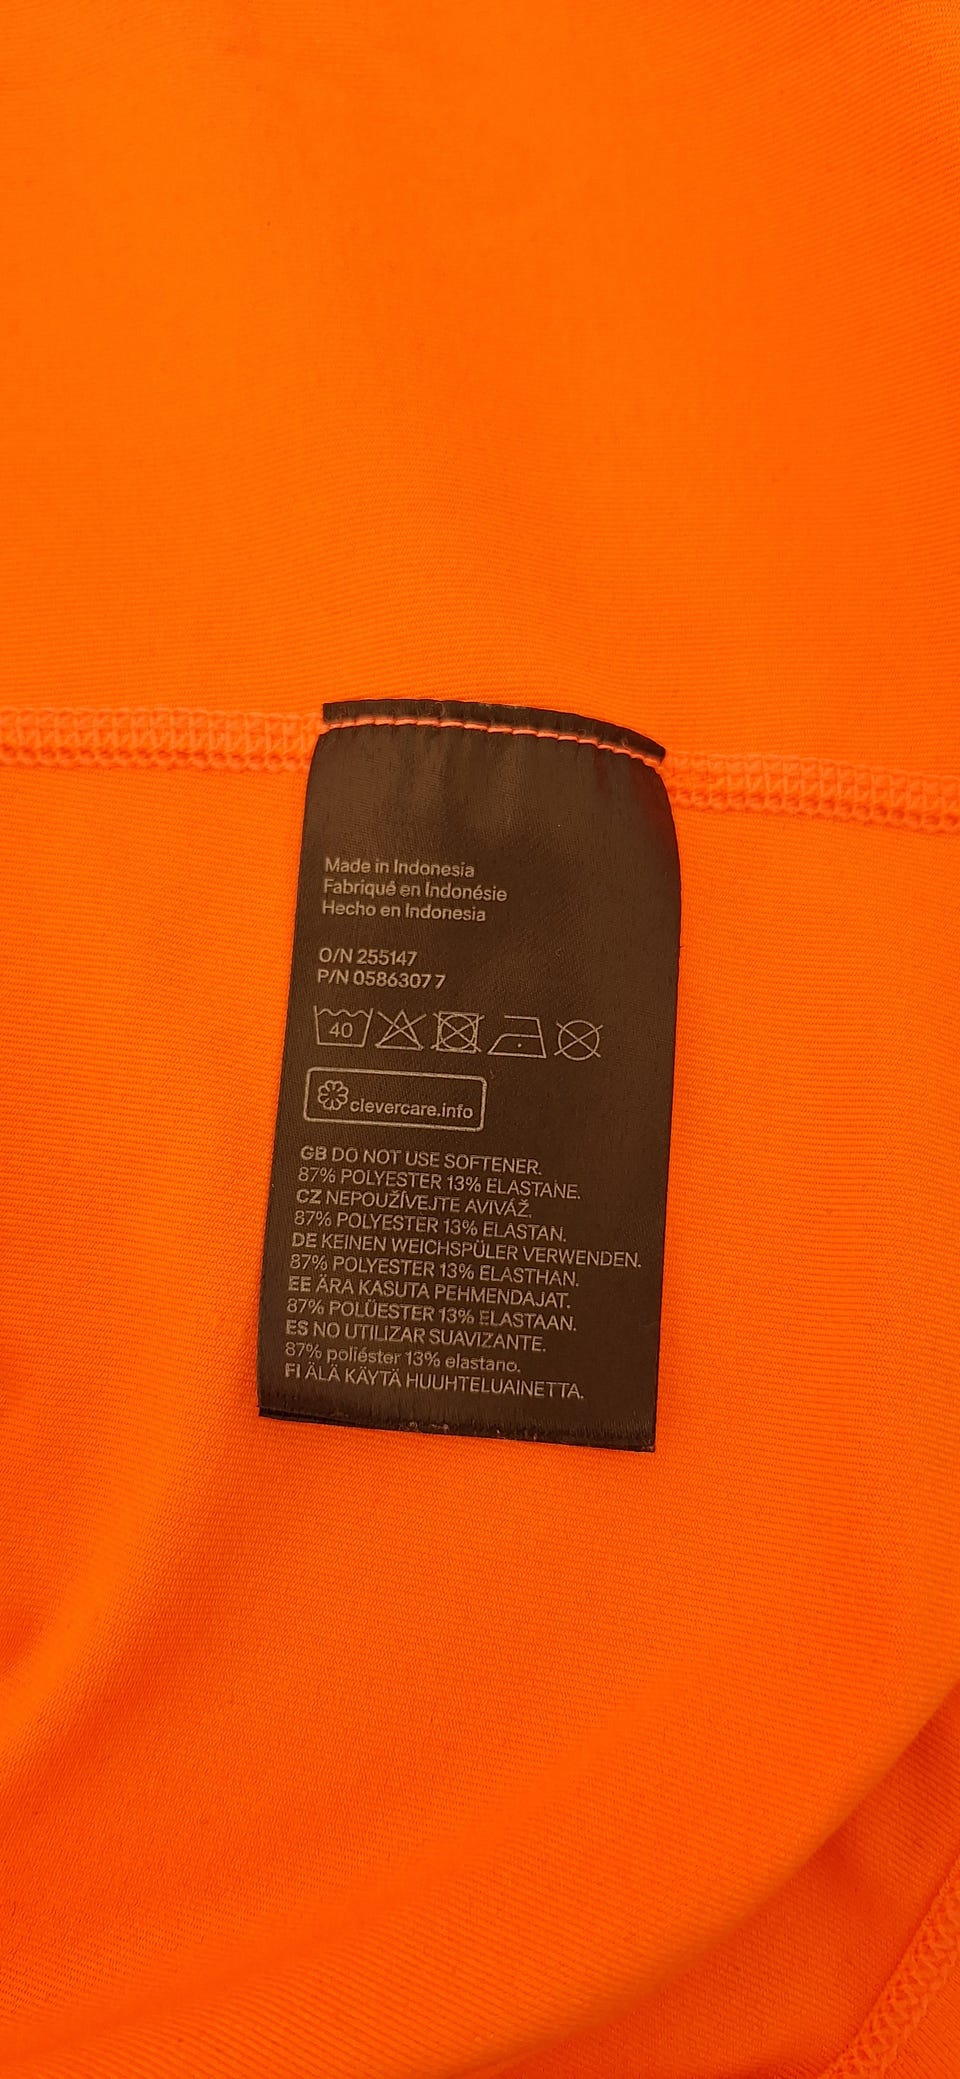 Made in Indonesia
Fabriqué en Indonésie
Hecho en Indonesia
O/N 255147
P/N 0586307 7
40
clevercare.info
GB DO NOT USE SOFTENER.
87% POLYESTER 13% ELASTANE.
CZ NEPOUŽÍVEJTE AVIVÁŽ.
87% POLYESTER 13% ELASTAN.
DE KEINEN WEICHSPÜLER VERWENDEN.
87% POLYESTER 13% ELASTHAN.
EE ÄRA KASUTA PEHMENDAJAT.
87% POLÜESTER 13% ELASTAAN.
ES NO UTILIZAR SUAVIZANTE.
87% poliéster 13% elastano.
FI ÄLÄ KÄYTÄ HUUHTELUAINETTA.